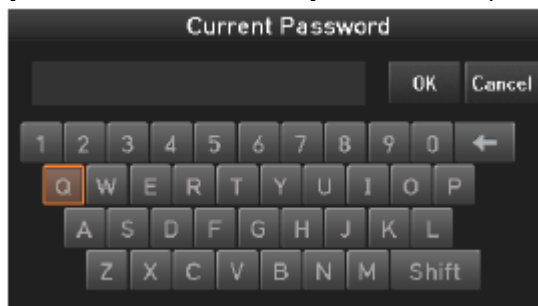 Current Password
OK Cancel
1 2 3 4 5 6 7 8 9 0 ←
Q W E R T Y U I O P
A S D F G H J K L
Z X C V B N M Shift